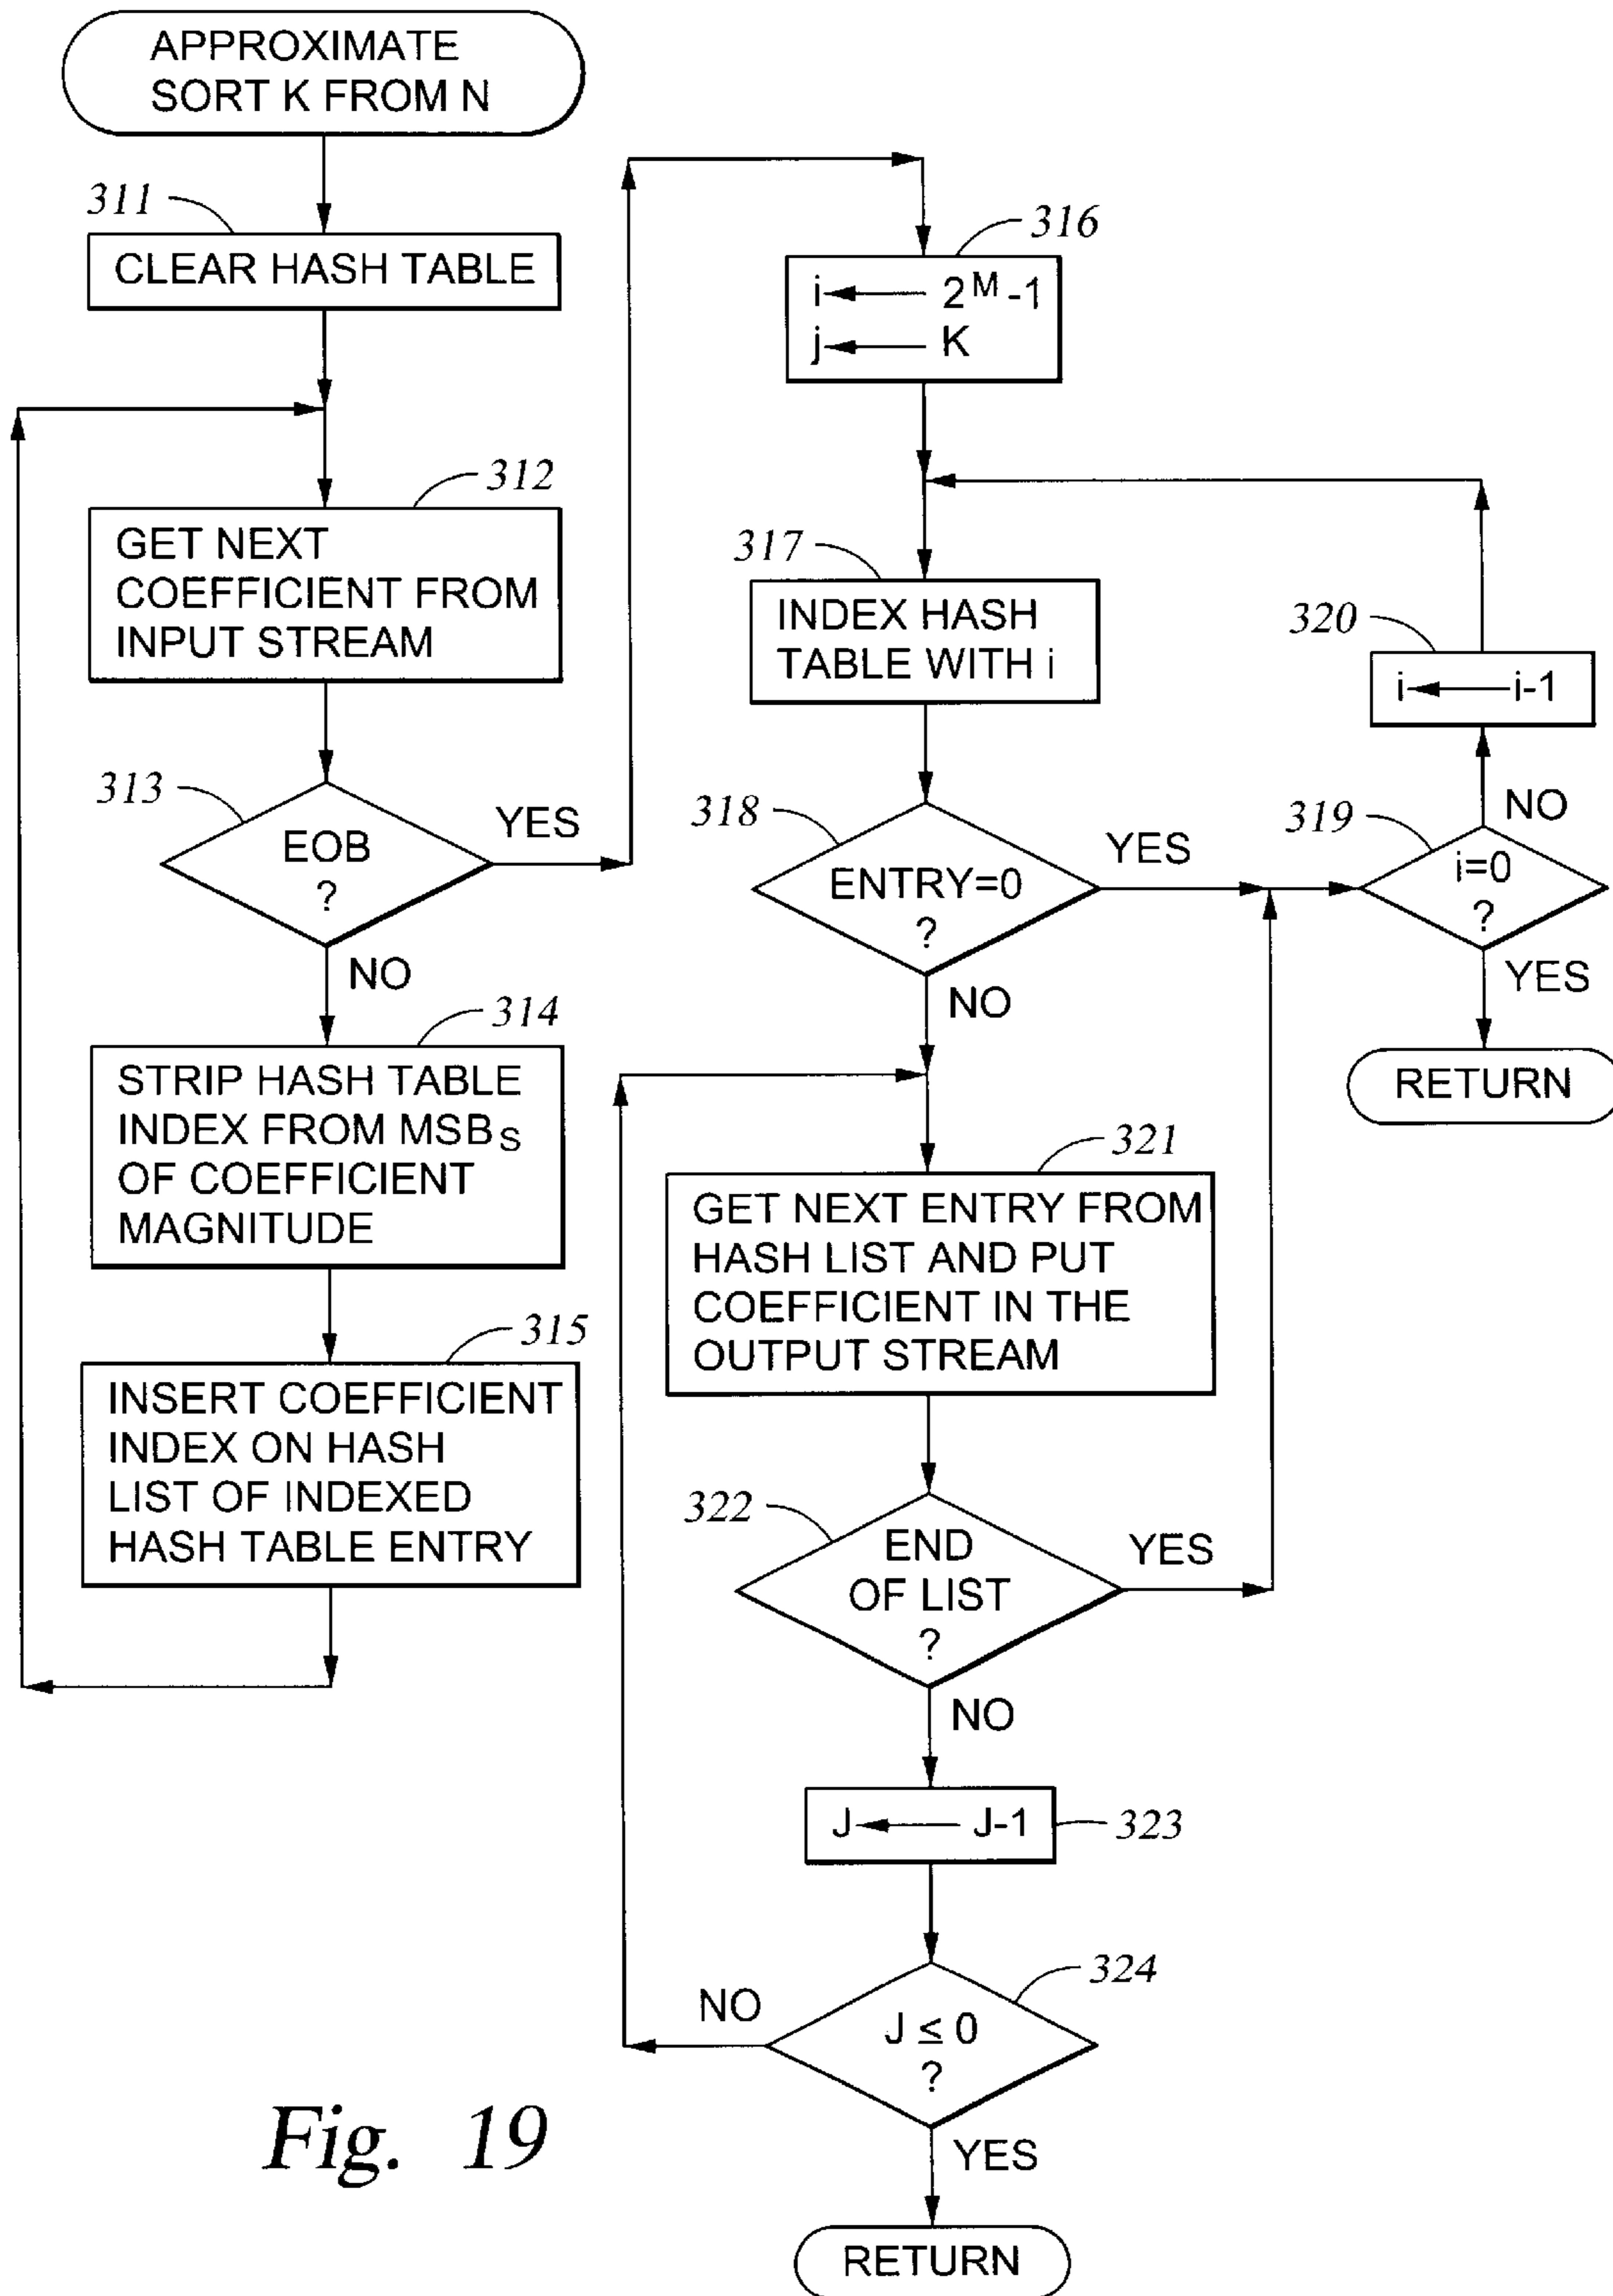 APPROXIMATE
SORT K FROM N
311
CLEAR HASH TABLE
312
GET NEXT
COEFFICIENT FROM
INPUT STREAM
313
EOB
?
YES
NO
314
STRIP HASH TABLE
INDEX FROM MSBS
OF COEFFICIENT
MAGNITUDE
315
INSERT COEFFICIENT
INDEX ON HASH
LIST OF INDEXED
HASH TABLE ENTRY
316
i ← 2^M -1
j ← K
317
INDEX HASH
TABLE WITH i
318
ENTRY=0
?
YES
NO
319
i=0
?
NO
YES
320
i ← i-1
RETURN
321
GET NEXT ENTRY FROM
HASH LIST AND PUT
COEFFICIENT IN THE
OUTPUT STREAM
322
END
OF LIST
?
YES
NO
J ← J-1
323
324
J ≤ 0
?
NO
YES
RETURN
Fig. 19